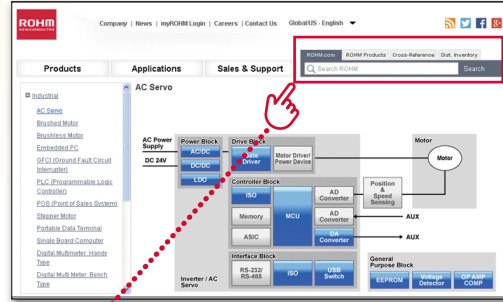 ROHM
SEMICONDUCTOR
Company | News | myROHM Login | Careers | Contact Us Global/US - English
Products Applications Sales & Support
ROHM.com ROHM Products Cross-Reference Dist. Inventory
Search ROHM Search
Industrial
AC Servo
Brushed Motor
Brushless Motor
Embedded PC
GFCI (Ground Fault Circuit
Interrupter)
PLC (Programmable Logic
Controller)
POS (Point of Sales System)
Stepper Motor
Portable Data Terminal
Single Board Computer
Digital Multimeter: Handy
Type
Digital Multi Meter: Bench
Type
AC Servo
AC Power
Supply
DC 24V
Power Block
AC/DC
DC/DC
LDO
Drive Block
Gate
Driver
Motor Driver/
Power Device
Motor
Motor
Controller Block
ISO
Memory
ASIC
MCU
AD
Converter
AD
Converter
DA
Converter
Position
&
Speed
Sensing
AUX
AUX
Interface Block
RS-232/
RS-485
ISO
USB
Switch
Inverter / AC
Servo
General
Purpose Block
EEPROM
Voltage
Detector
OP AMP
COMP